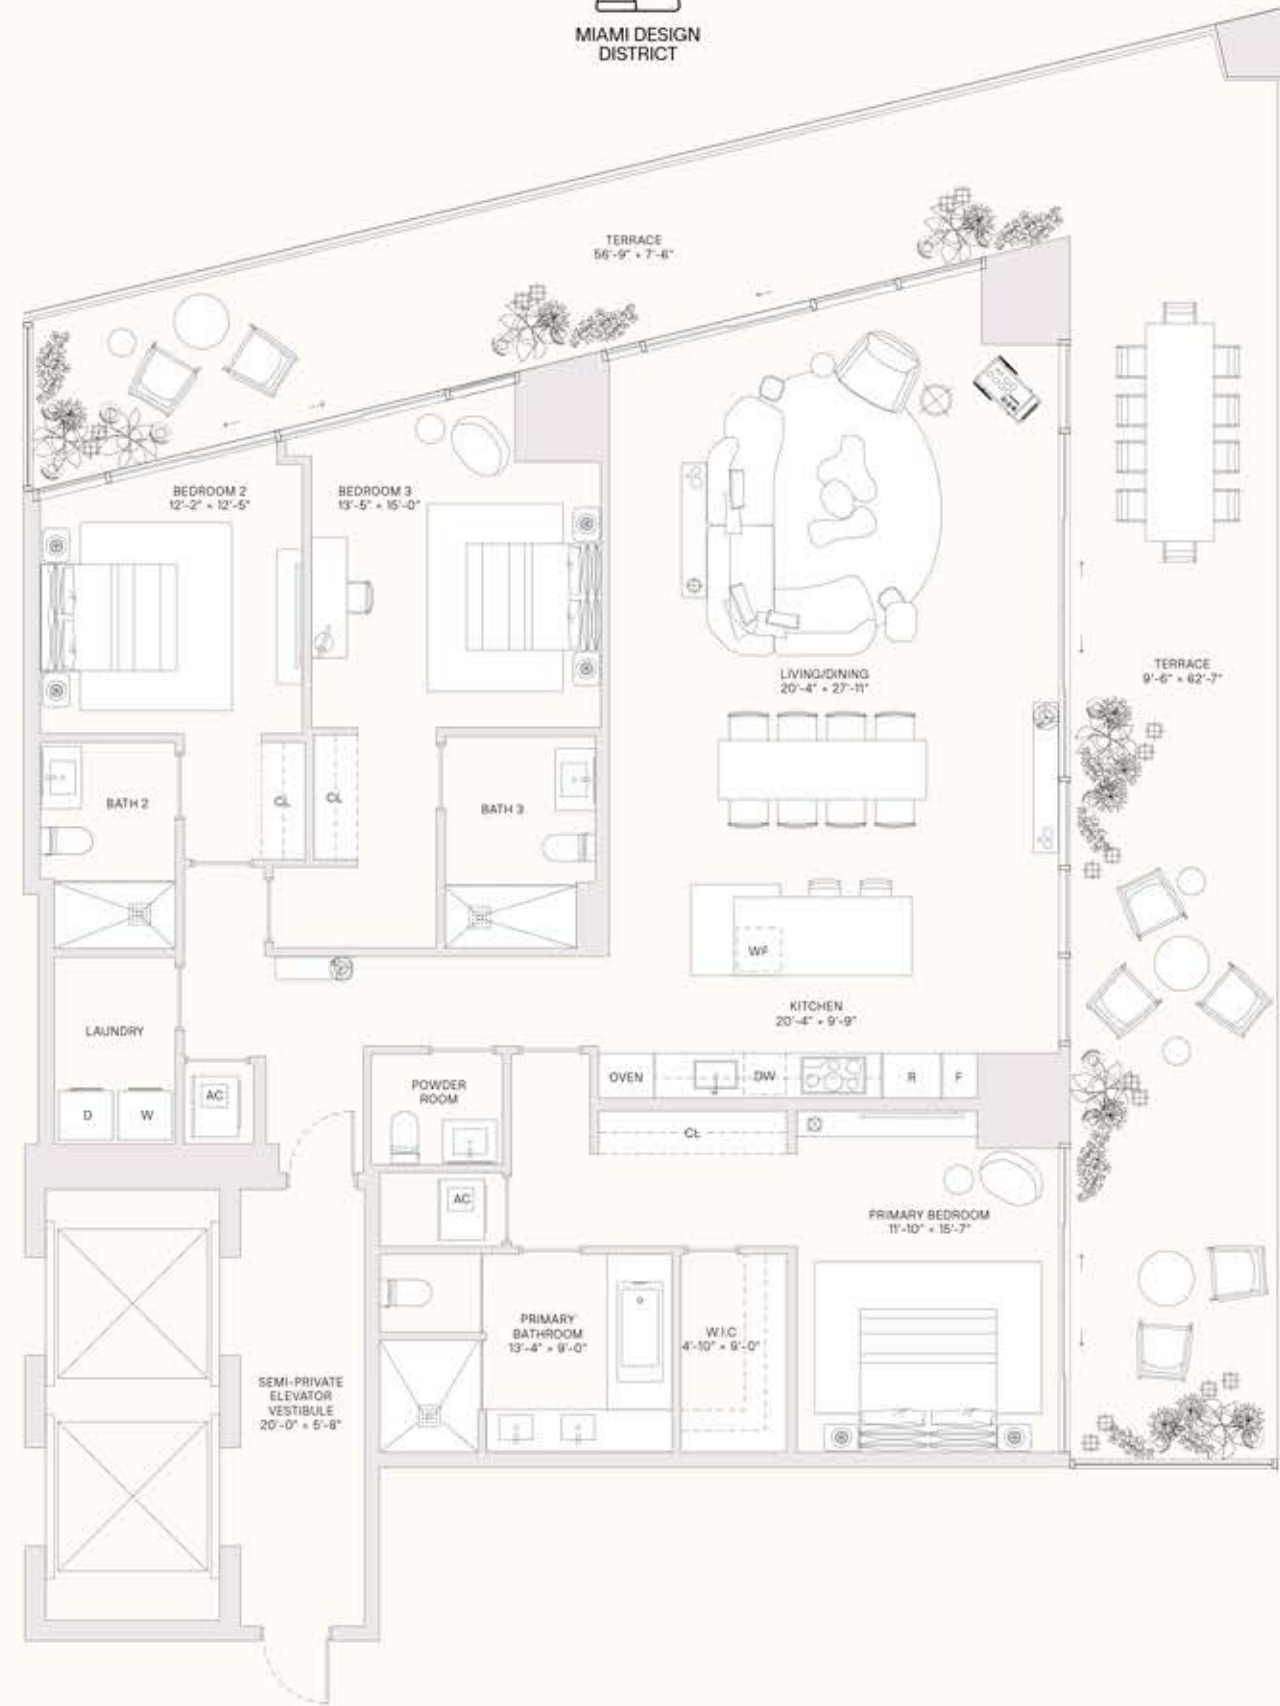 MIAMI DESIGN
DISTRICT
TERRACE
56'-9" × 7'-6"
BEDROOM 2
12'-2" × 12'-5"
BEDROOM 3
13'-5" × 15'-0"
LIVING/DINING
20'-4" × 27'-11"
TERRACE
9'-6" × 62'-7"
BATH 2
CL
CL
BATH 3
WF
KITCHEN
20'-4" × 9'-9"
LAUNDRY
D
W
AC
POWDER
ROOM
OVEN
DW
R
F
CL
AC
PRIMARY BEDROOM
11'-10" × 15'-7"
PRIMARY
BATHROOM
13'-4" × 9'-0"
W.I.C
4'-10" × 9'-0"
SEMI-PRIVATE
ELEVATOR
VESTIBULE
20'-0" × 5'-8"